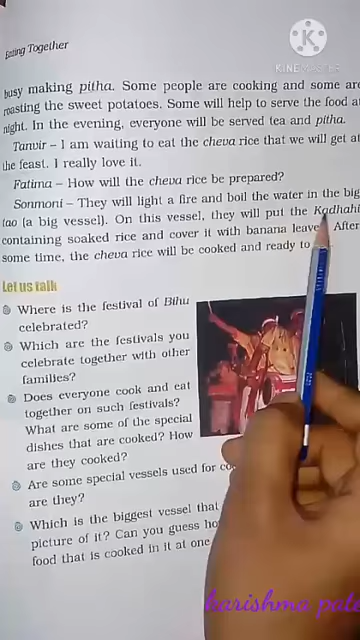 Eating Together
KINEMASTER
busy making pitha. Some people are cooking and some are
roasting the sweet potatoes. Some will help to serve the food at
night. In the evening, everyone will be served tea and pitha.
Tanvir – I am waiting to eat the cheva rice that we will get at
the feast. I really love it.
Fatima – How will the cheva rice be prepared?
Sonmoni – They will light a fire and boil the water in the big
tao (a big vessel). On this vessel, they will put the Kadhahi
containing soaked rice and cover it with banana leaves. After
some time, the cheva rice will be cooked and ready to
Let us talk
Where is the festival of Bihu
celebrated?
Which are the festivals you
celebrate together with other
families?
Does everyone cook and eat
together on such festivals?
What are some of the special
dishes that are cooked? How
are they cooked?
Are some special vessels used for
are they?
Which is the biggest vessel that
picture of it? Can you guess
food that is cooked in it at one
harishma